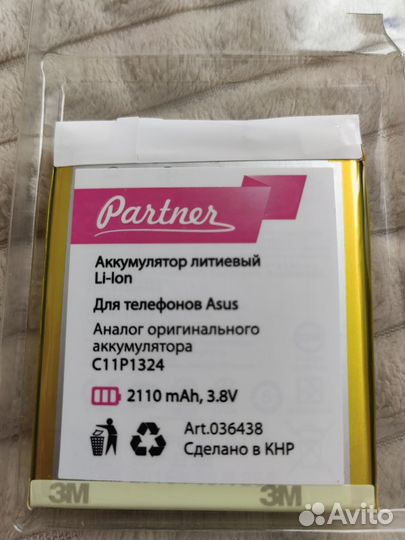 Partner
Аккумулятор литиевый
Li-Ion
Для телефонов Asus
Аналог оригинального
аккумулятора
C11P1324
2110 mAh, 3.8V
Art.036438
Сделано в КНР
3M 3M
Avito